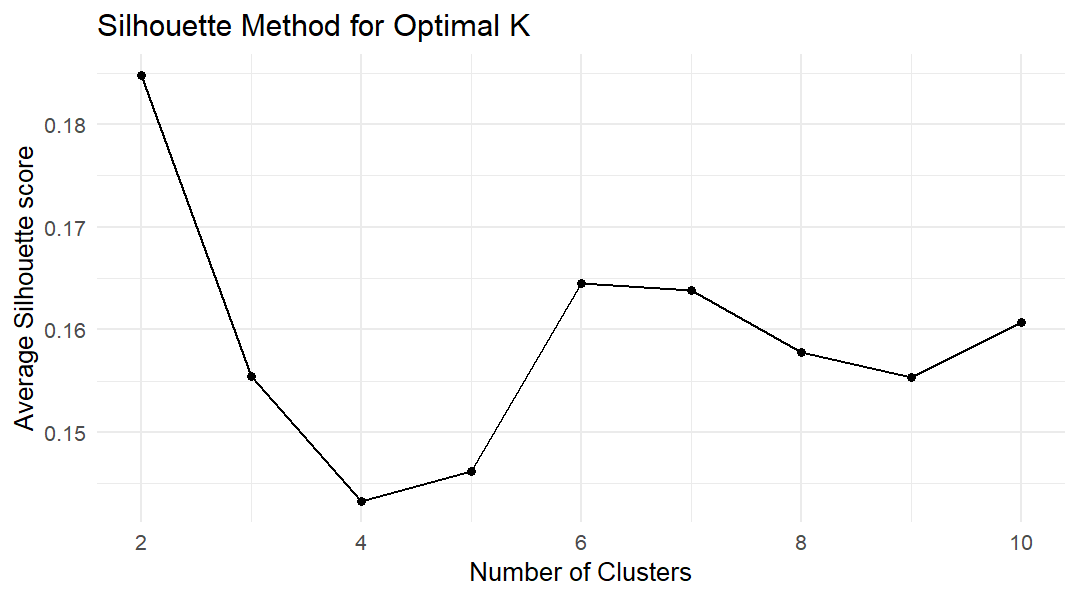 Silhouette Method for Optimal K
Average Silhouette score
0.18
0.17
0.16
0.15
2 4 6 8 10
Number of Clusters